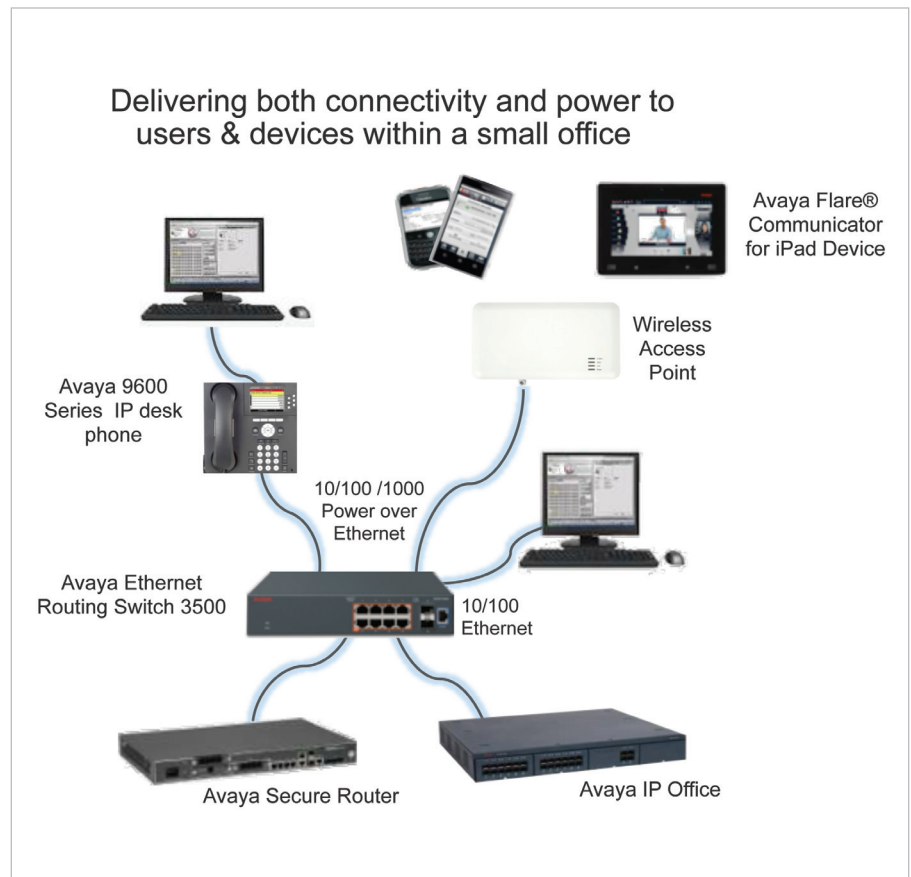 Delivering both connectivity and power to
users & devices within a small office
Avaya Flare®
Communicator
for iPad Device
Wireless
Access
Point
Avaya 9600
Series IP desk
phone
10/100 /1000
Power over
Ethernet
Avaya Ethernet
Routing Switch 3500
10/100
Ethernet
Avaya Secure Router
Avaya IP Office